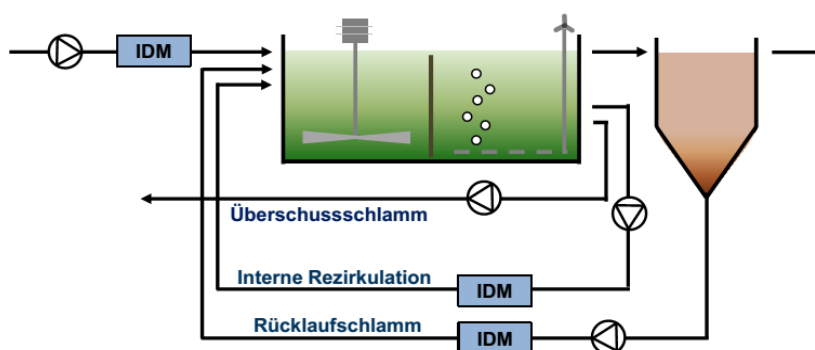 IDM
Überschussschlamm
Interne Rezirkulation
IDM
Rücklaufschlamm
IDM